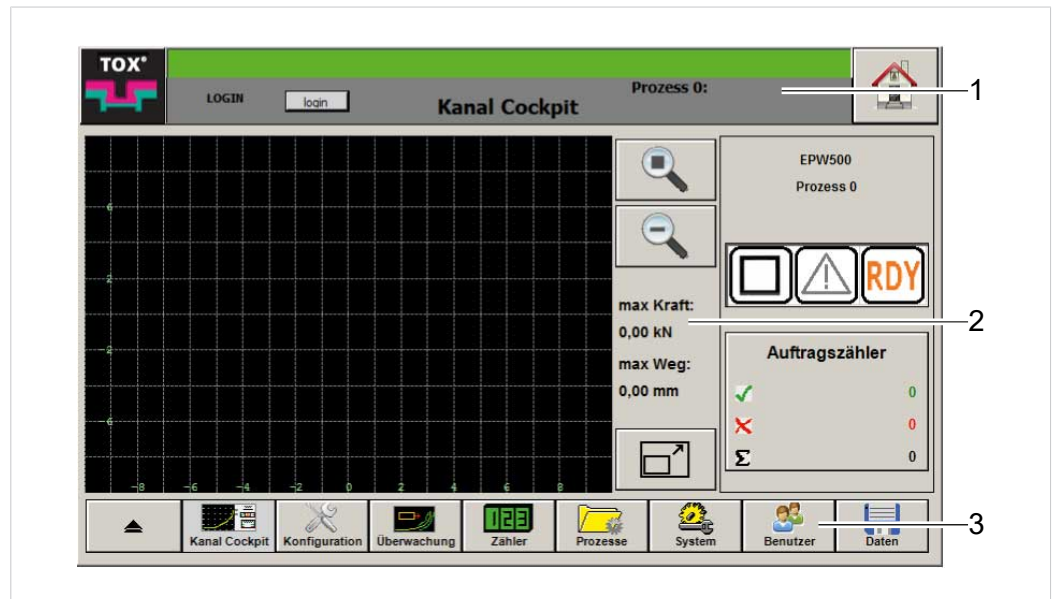 TOX®
LOGIN
login
Kanal Cockpit
Prozess 0:
1
EPW500
Prozess 0
RDY
max Kraft:
0,00 kN
2
max Weg:
0,00 mm
Auftragszähler
0
0
Σ 0
6
2
-2
-6
-8 -6 -4 -2 0 2 4 6 8
Kanal Cockpit
Konfiguration
Überwachung
123
Zähler
Prozesse
System
Benutzer
Daten
3